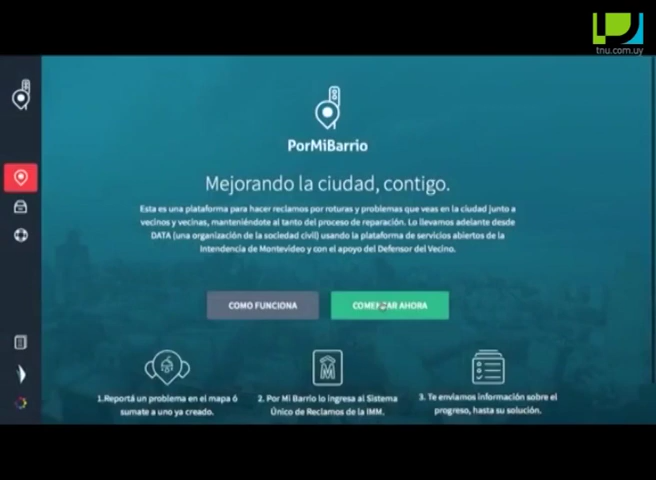 tnu.com.uy
PorMiBarrio
Mejorando la ciudad, contigo.
Esta es una plataforma para hacer reclamos por roturas y problemas que veas en la ciudad junto a
vecinos y vecinas, manteniéndote al tanto del proceso de reparación. Lo llevamos adelante desde
DATA (una organización de la sociedad civil) usando la plataforma de servicios abiertos de la
Intendencia de Montevideo y con el apoyo del Defensor del Vecino.
COMO FUNCIONA
COMENZAR AHORA
1.Reportá un problema en el mapa ó
sumate a uno ya creado.
2. Por Mi Barrio lo ingresa al Sistema
Único de Reclamos de la IMM.
3. Te enviamos información sobre el
progreso, hasta su solución.